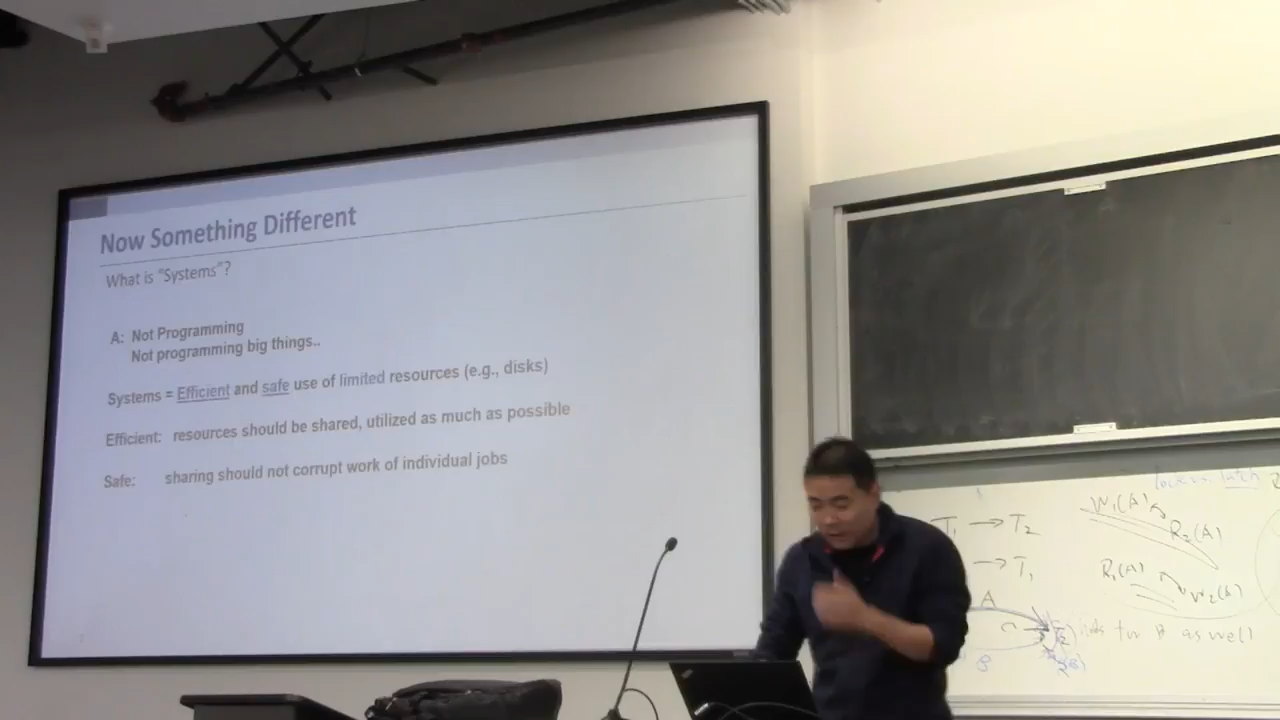 Now Something Different
What is "Systems"?
A: Not Programming
Not programming big things..
Systems = Efficient and safe use of limited resources (e.g., disks)
Efficient: resources should be shared, utilized as much as possible
Safe: sharing should not corrupt work of individual jobs
latch
T₁ → T₂
W₁(A)
R₂(A)
→ T₁
R₁(A)
W₂(A)
A
C
for B as well
B